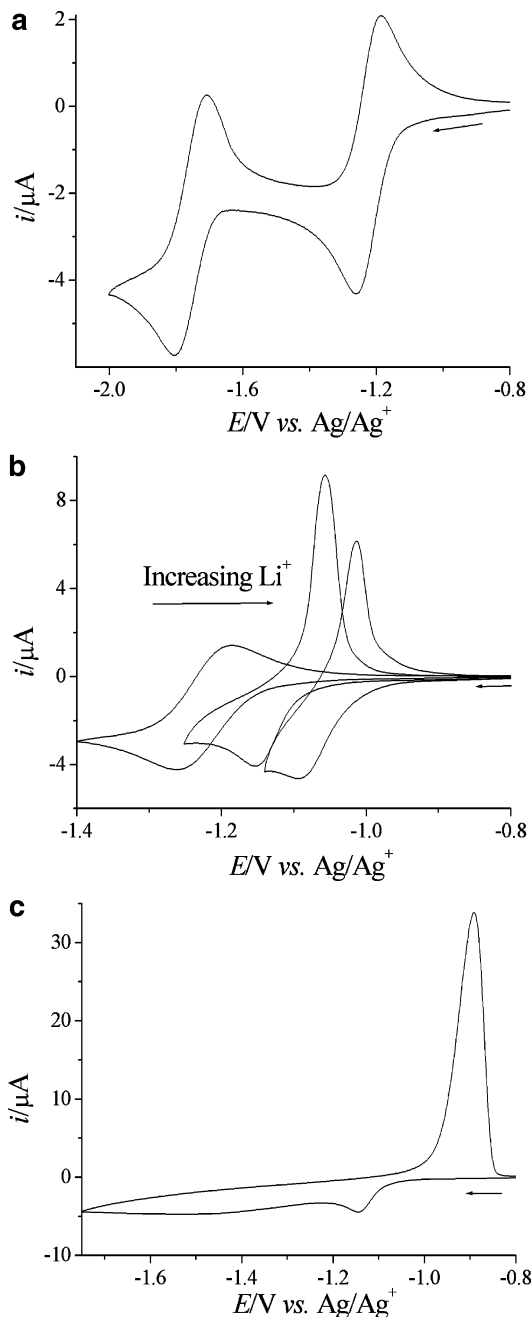 a
2
0
-2
-4
i/μA
-2.0 -1.6 -1.2 -0.8
E/V vs. Ag/Ag+
b
8
4
0
-4
i/μA
Increasing Li+
-1.4 -1.2 -1.0 -0.8
E/V vs. Ag/Ag+
c
30
20
10
0
-10
i/μA
-1.6 -1.4 -1.2 -1.0 -0.8
E/V vs. Ag/Ag+